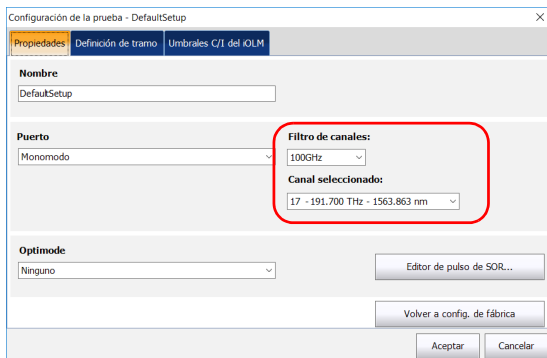 Configuración de la prueba - DefaultSetup
Propiedades Definición de tramo Umbrales C/I del iOLM
Nombre
DefaultSetup
Puerto
Monomodo
Filtro de canales:
100GHz
Canal seleccionado:
17 - 191.700 THz - 1563.863 nm
Optimode
Ninguno
Editor de pulso de SOR...
Volver a config. de fábrica
Aceptar Cancelar